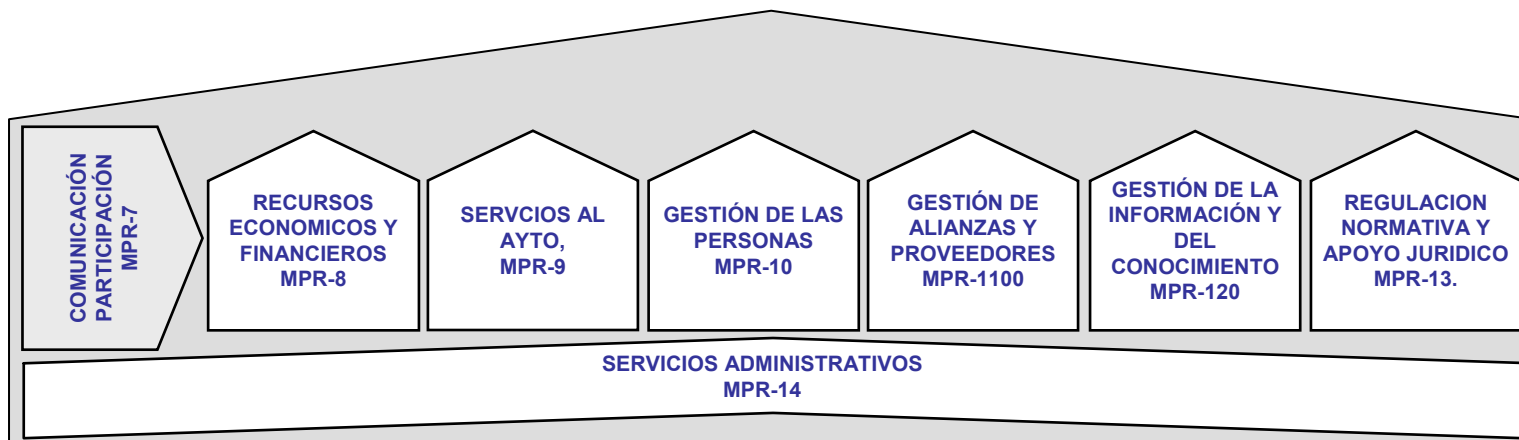 COMUNICACIÓN
PARTICIPACIÓN
MPR-7
RECURSOS
ECONOMICOS Y
FINANCIEROS
MPR-8
SERVCIOS AL
AYTO,
MPR-9
GESTIÓN DE LAS
PERSONAS
MPR-10
GESTIÓN DE
ALIANZAS Y
PROVEEDORES
MPR-1100
GESTIÓN DE LA
INFORMACIÓN Y
DEL
CONOCIMIENTO
MPR-120
REGULACION
NORMATIVA Y
APOYO JURIDICO
MPR-13.
SERVICIOS ADMINISTRATIVOS
MPR-14